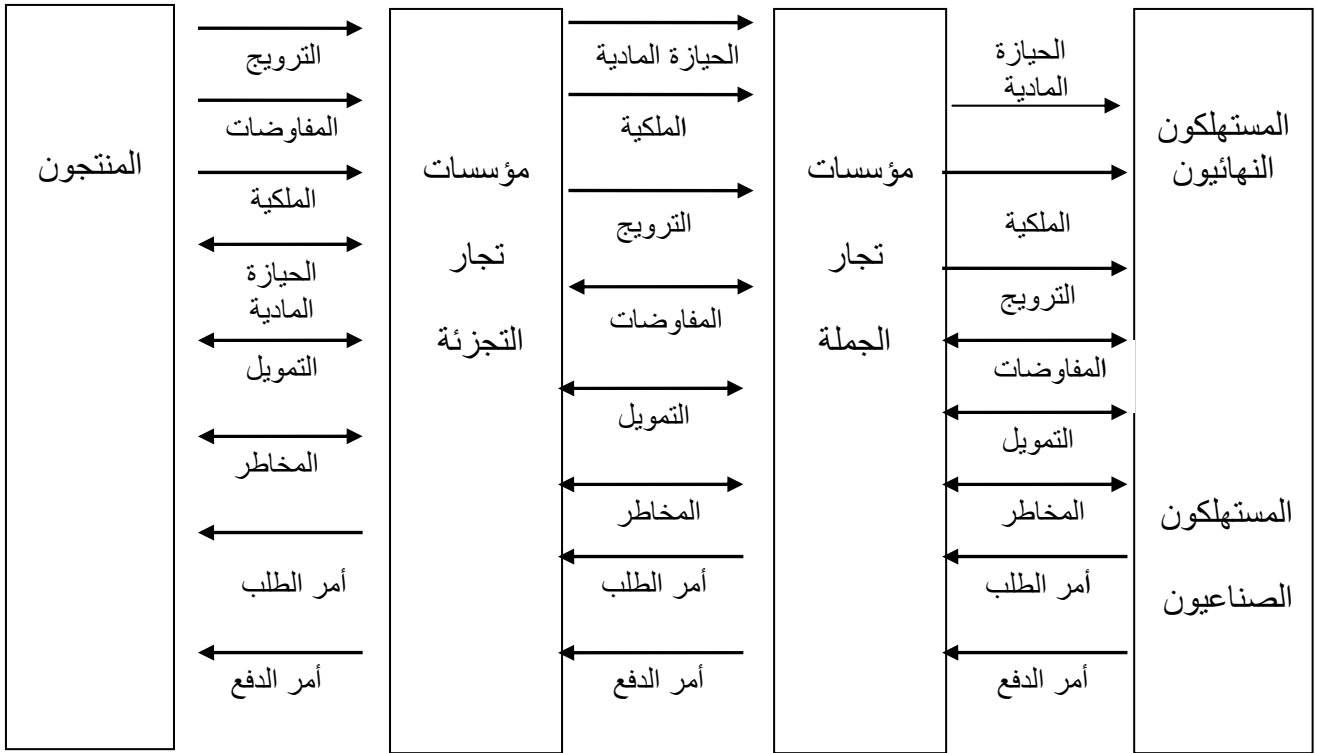 المنتجون
الترويج
المفاوضات
الملكية
الحيازة
المادية
التمويل
المخاطر
أمر الطلب
أمر الدفع
مؤسسات
تجار
التجزئة
الحيازة المادية
الملكية
الترويج
المفاوضات
التمويل
المخاطر
أمر الطلب
أمر الدفع
مؤسسات
تجار
الجملة
الحيازة
المادية
الملكية
الترويج
المفاوضات
التمويل
المخاطر
أمر الطلب
أمر الدفع
المستهلكون
النهائيون
المستهلكون
الصناعيون